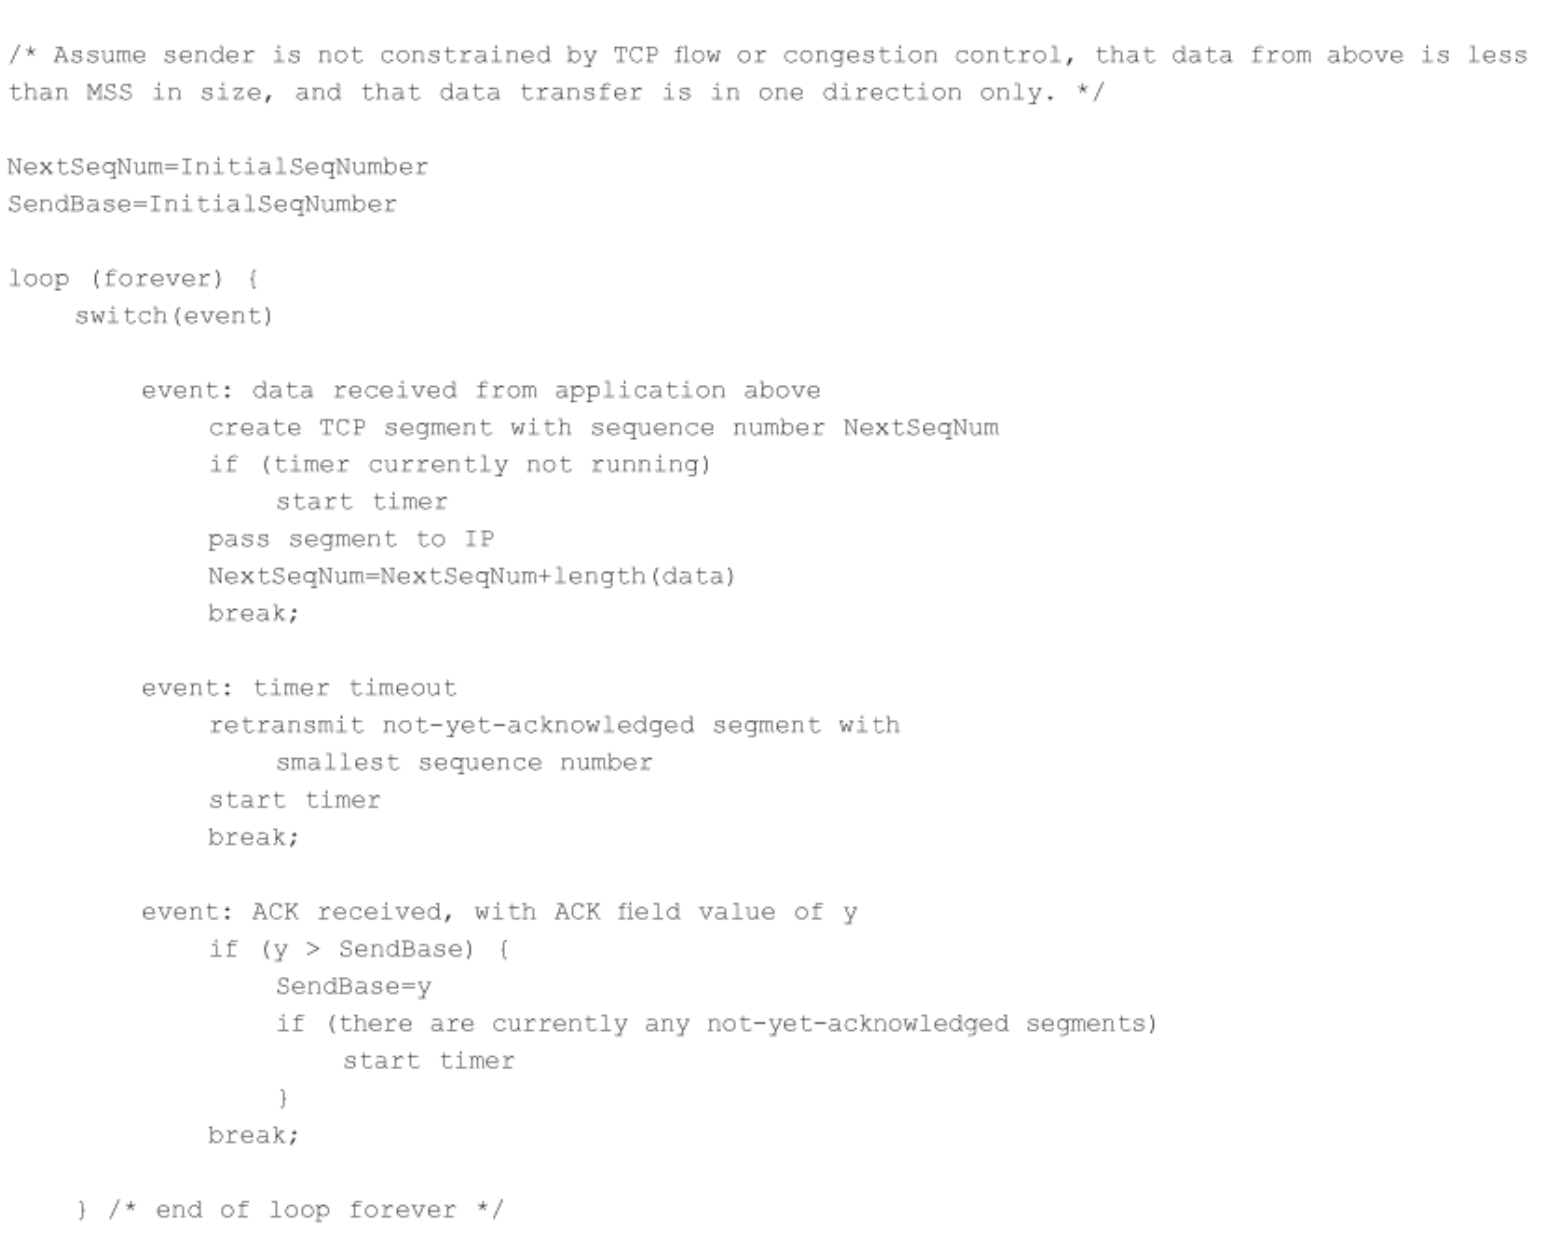 /* Assume sender is not constrained by TCP flow or congestion control, that data from above is less
than MSS in size, and that data transfer is in one direction only. */
NextSeqNum=InitialSeqNumber
SendBase=InitialSeqNumber
loop (forever) {
switch(event)
event: data received from application above
create TCP segment with sequence number NextSeqNum
if (timer currently not running)
start timer
pass segment to IP
NextSeqNum=NextSeqNum+length(data)
break;
event: timer timeout
retransmit not-yet-acknowledged segment with
smallest sequence number
start timer
break;
event: ACK received, with ACK field value of y
if (y > SendBase) {
SendBase=y
if (there are currently any not-yet-acknowledged segments)
start timer
}
break;
} /* end of loop forever */